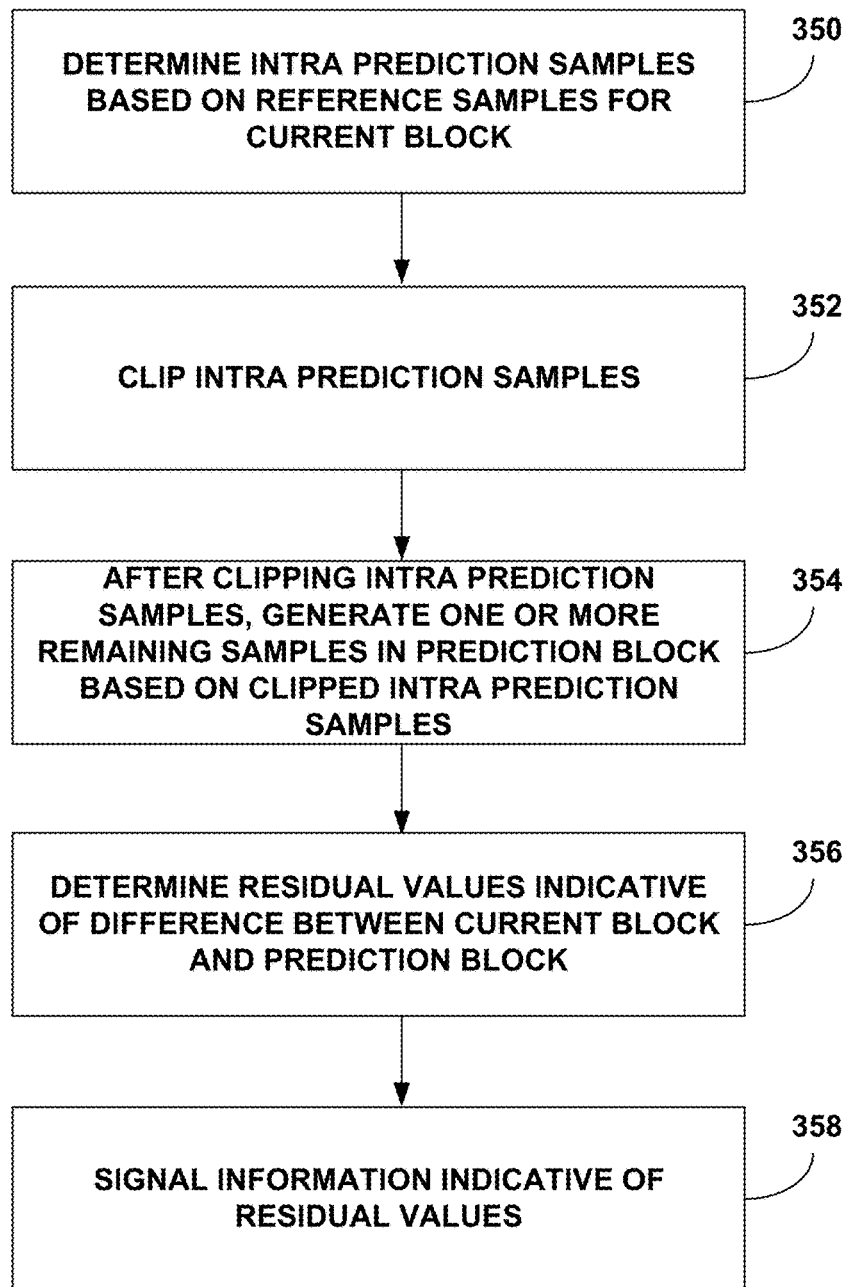 350
DETERMINE INTRA PREDICTION SAMPLES
BASED ON REFERENCE SAMPLES FOR
CURRENT BLOCK
352
CLIP INTRA PREDICTION SAMPLES
354
AFTER CLIPPING INTRA PREDICTION
SAMPLES, GENERATE ONE OR MORE
REMAINING SAMPLES IN PREDICTION BLOCK
BASED ON CLIPPED INTRA PREDICTION
SAMPLES
356
DETERMINE RESIDUAL VALUES INDICATIVE
OF DIFFERENCE BETWEEN CURRENT BLOCK
AND PREDICTION BLOCK
358
SIGNAL INFORMATION INDICATIVE OF
RESIDUAL VALUES